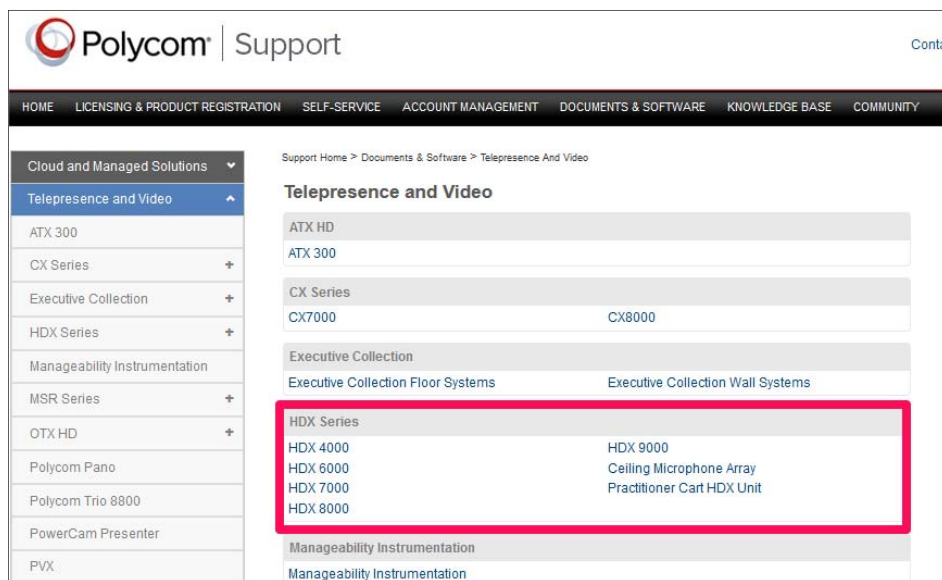 Polycom | Support
Conta
HOME LICENSING & PRODUCT REGISTRATION SELF-SERVICE ACCOUNT MANAGEMENT DOCUMENTS & SOFTWARE KNOWLEDGE BASE COMMUNITY
Cloud and Managed Solutions
Telepresence and Video
ATX 300
CX Series +
Executive Collection +
HDX Series +
Manageability Instrumentation
MSR Series +
OTX HD +
Polycom Pano
Polycom Trio 8800
PowerCam Presenter
PVX
Support Home > Documents & Software > Telepresence And Video
Telepresence and Video
ATX HD
ATX 300
CX Series
CX7000 CX8000
Executive Collection
Executive Collection Floor Systems Executive Collection Wall Systems
HDX Series
HDX 4000 HDX 9000
HDX 6000 Ceiling Microphone Array
HDX 7000 Practitioner Cart HDX Unit
HDX 8000
Manageability Instrumentation
Manageability Instrumentation